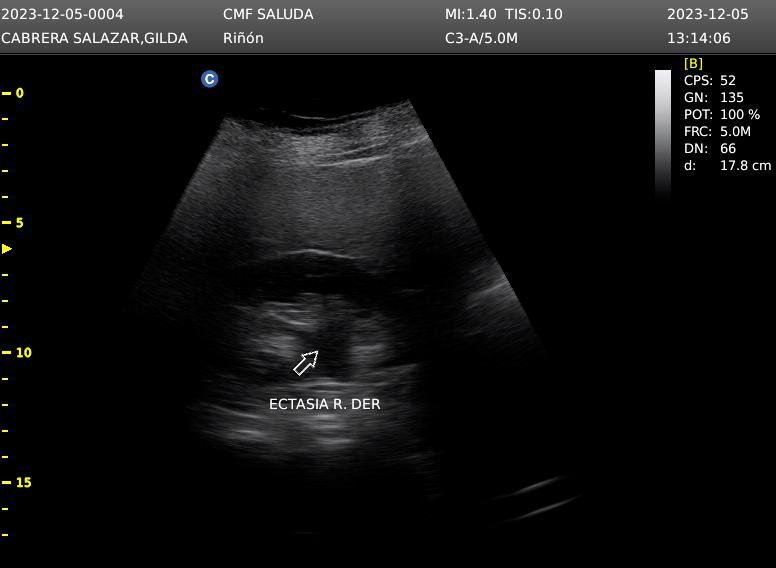 2023-12-05-0004 CMF SALUDA MI:1.40 TIS:0.10 2023-12-05
CABRERA SALAZAR,GILDA Riñón C3-A/5.0M 13:14:06
C
[B]
CPS: 52
GN: 135
POT: 100 %
FRC: 5.0M
DN: 66
d: 17.8 cm
0
5
10
15
ECTASIA R. DER